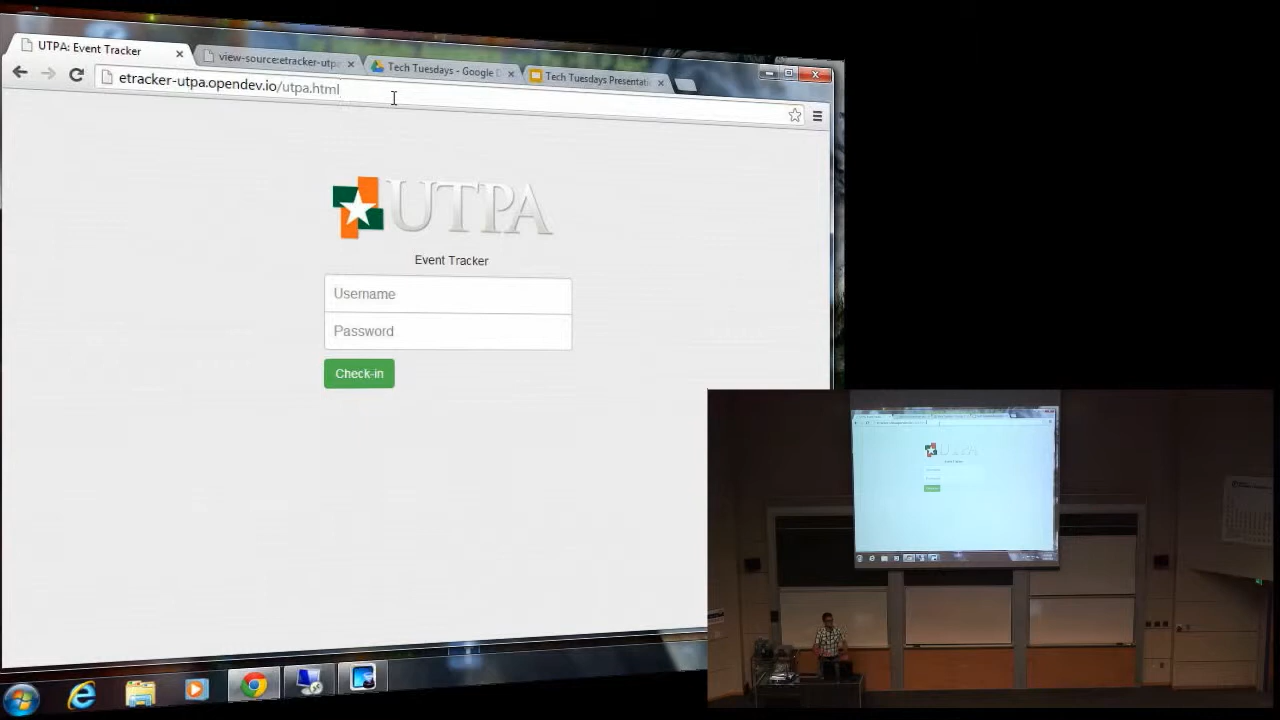 UTPA: Event Tracker
view-source:etracker-utpa
Tech Tuesdays - Google D
Tech Tuesdays Presentati
etracker-utpa.opendev.io/utpa.html
UTPA
Event Tracker
Username
Password
Check-in